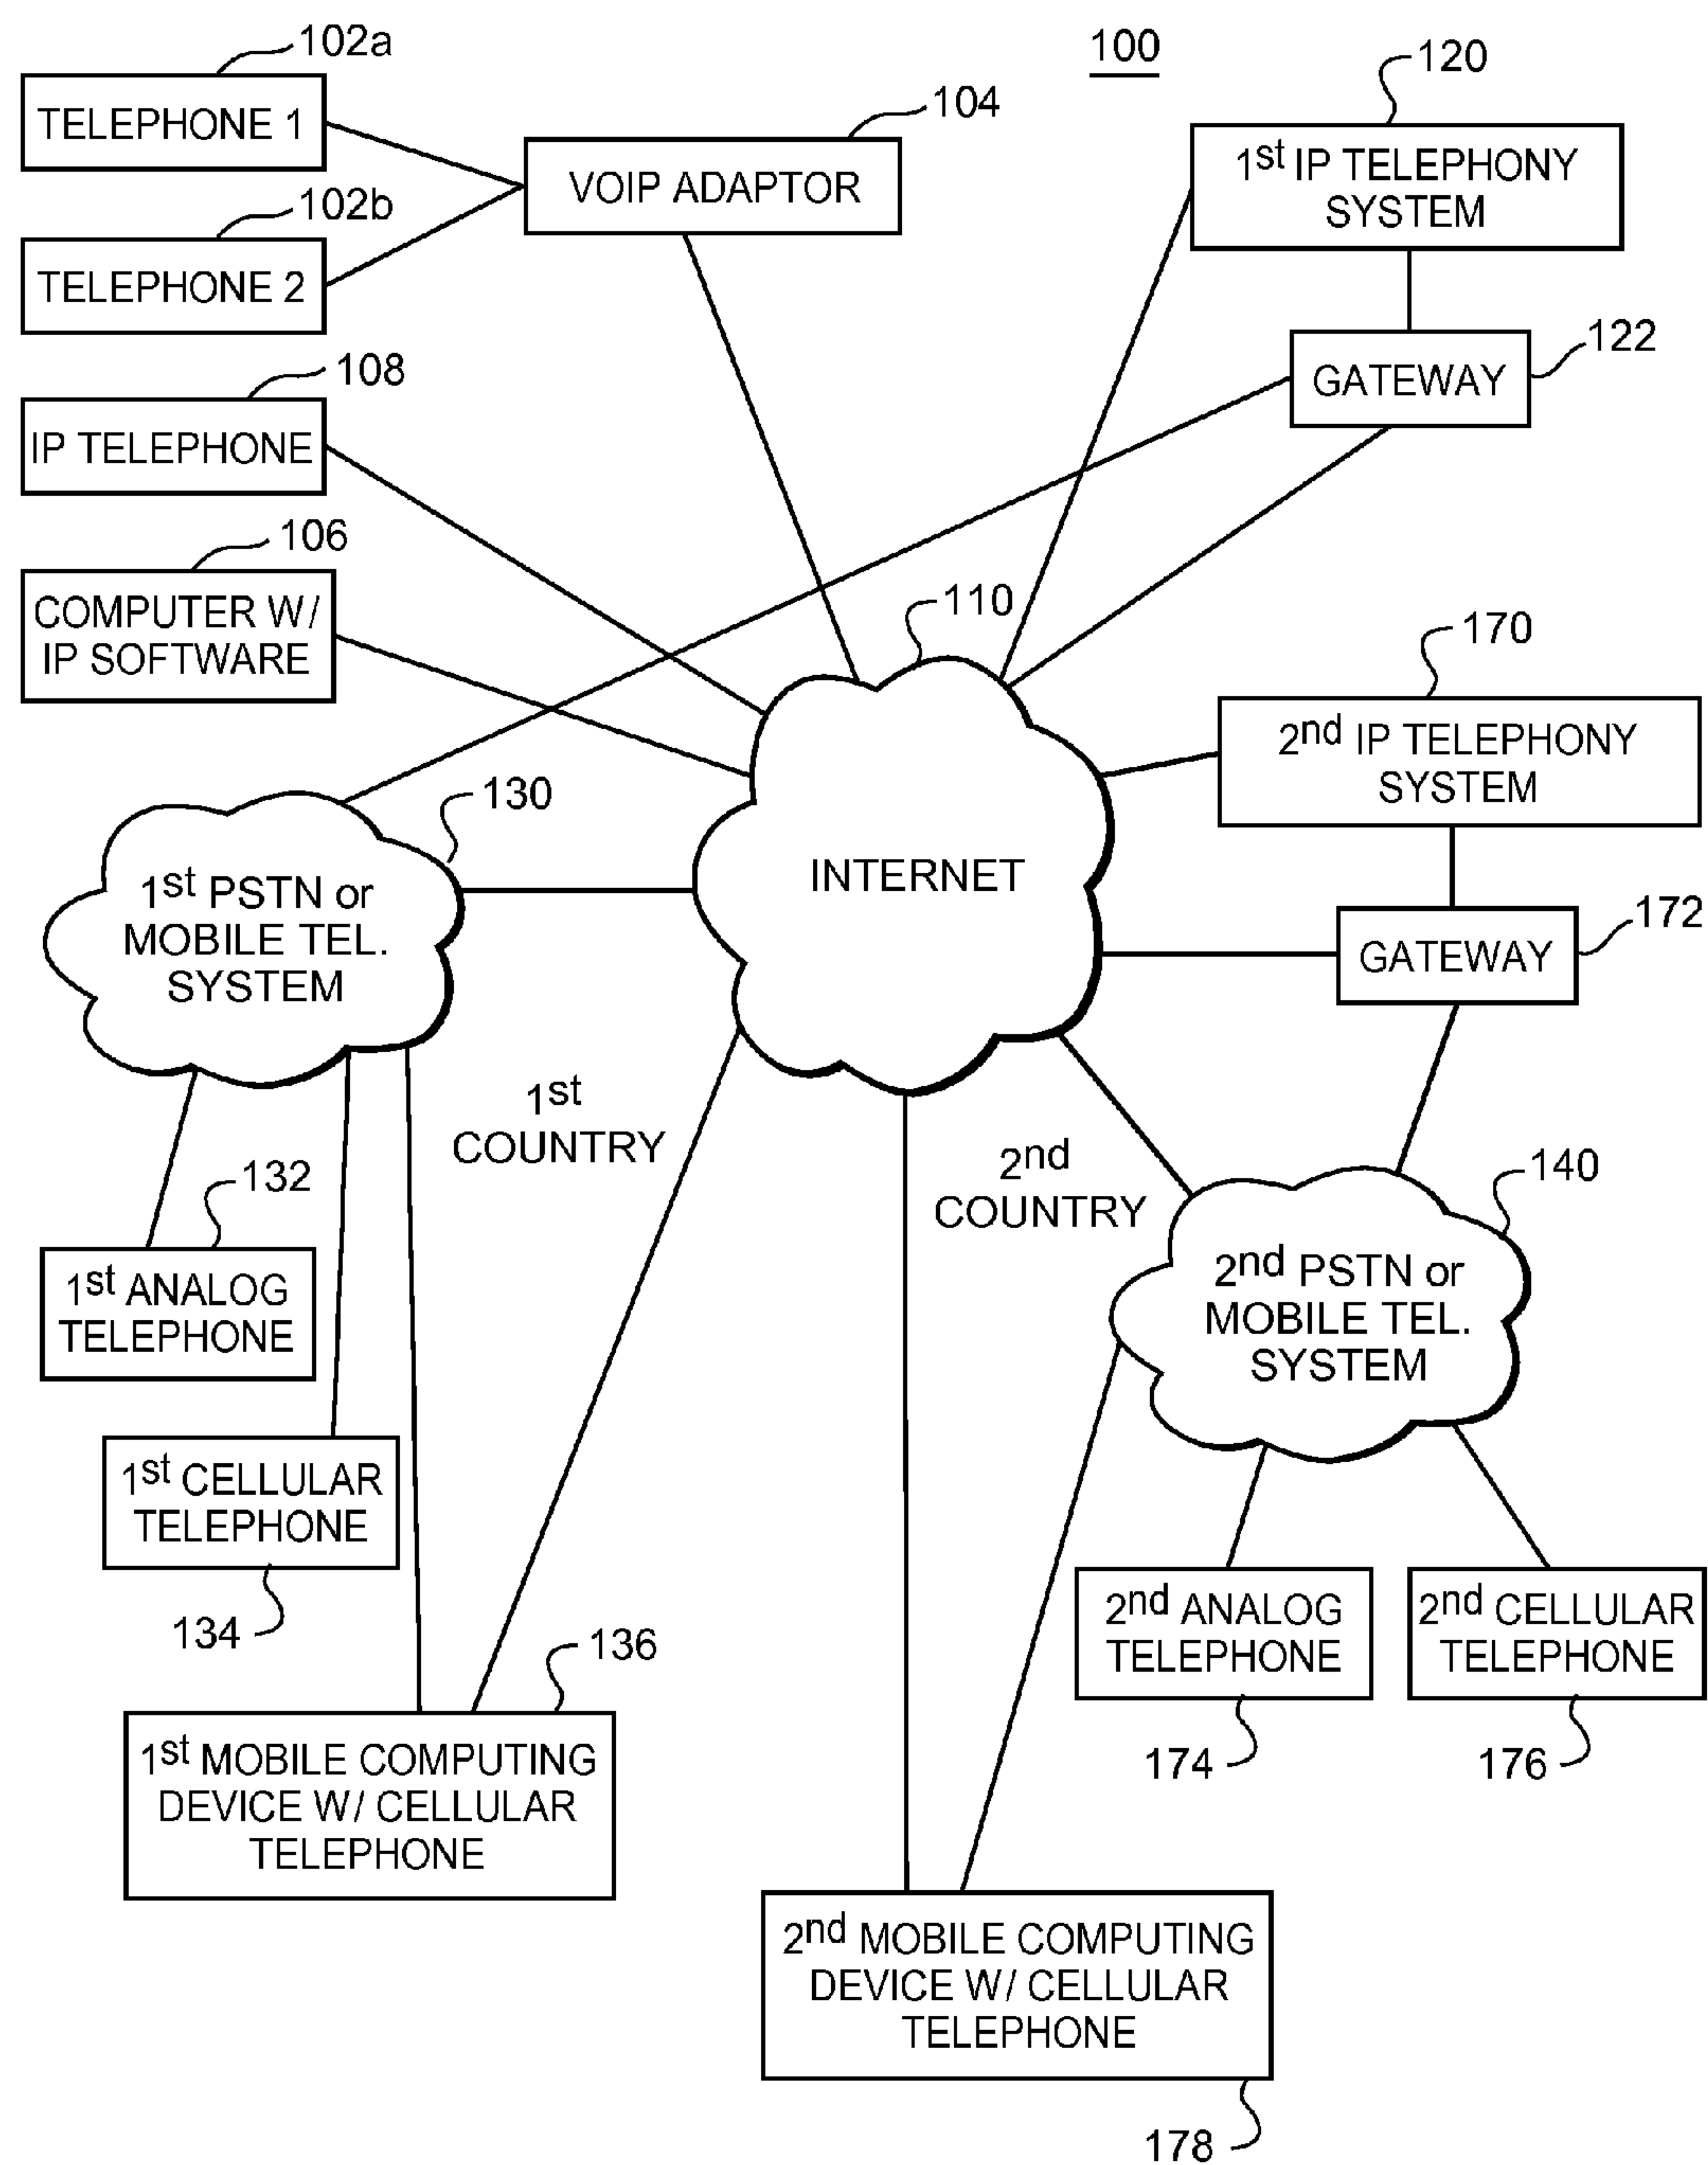 102a
TELEPHONE 1
102b
TELEPHONE 2
104
VOIP ADAPTOR
100
120
1st IP TELEPHONY
SYSTEM
122
GATEWAY
108
IP TELEPHONE
106
COMPUTER W/
IP SOFTWARE
110
INTERNET
170
2nd IP TELEPHONY
SYSTEM
172
GATEWAY
130
1st PSTN or
MOBILE TEL.
SYSTEM
1st
COUNTRY
2nd
COUNTRY
140
2nd PSTN or
MOBILE TEL.
SYSTEM
132
1st ANALOG
TELEPHONE
1st CELLULAR
TELEPHONE
134
136
1st MOBILE COMPUTING
DEVICE W/ CELLULAR
TELEPHONE
2nd ANALOG
TELEPHONE
174
2nd CELLULAR
TELEPHONE
176
2nd MOBILE COMPUTING
DEVICE W/ CELLULAR
TELEPHONE
178